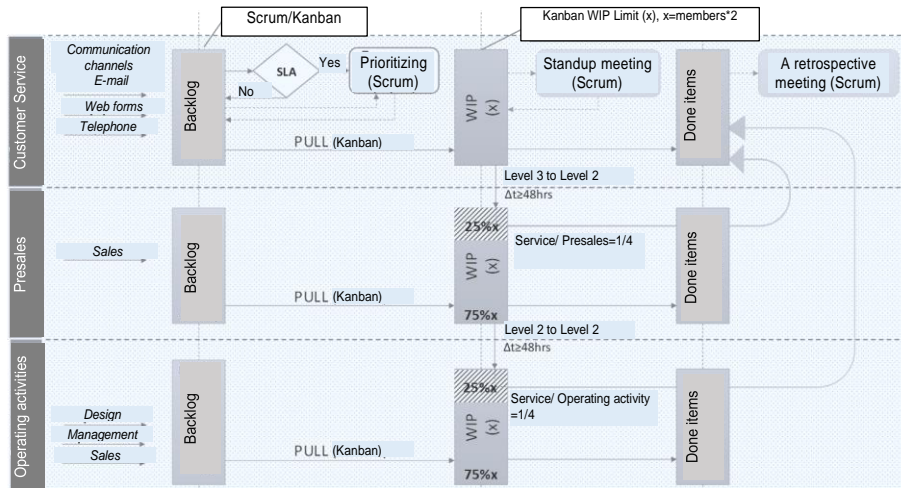 Scrum/Kanban
Kanban WIP Limit (x), x=members*2
Customer Service
Communication
channels
E-mail
Web forms
Telephone
Backlog
SLA
Yes
No
Prioritizing
(Scrum)
PULL (Kanban)
WIP
(x)
Standup meeting
(Scrum)
Done items
A retrospective
meeting (Scrum)
Level 3 to Level 2
Δt≥48hrs
Presales
Sales
Backlog
PULL (Kanban)
25%x
WIP
(x)
75%x
Service/ Presales=1/4
Done items
Level 2 to Level 2
Δt≥48hrs
Operating activities
Design
Management
Sales
Backlog
PULL (Kanban)
25%x
WIP
(x)
75%x
Service/ Operating activity
=1/4
Done items